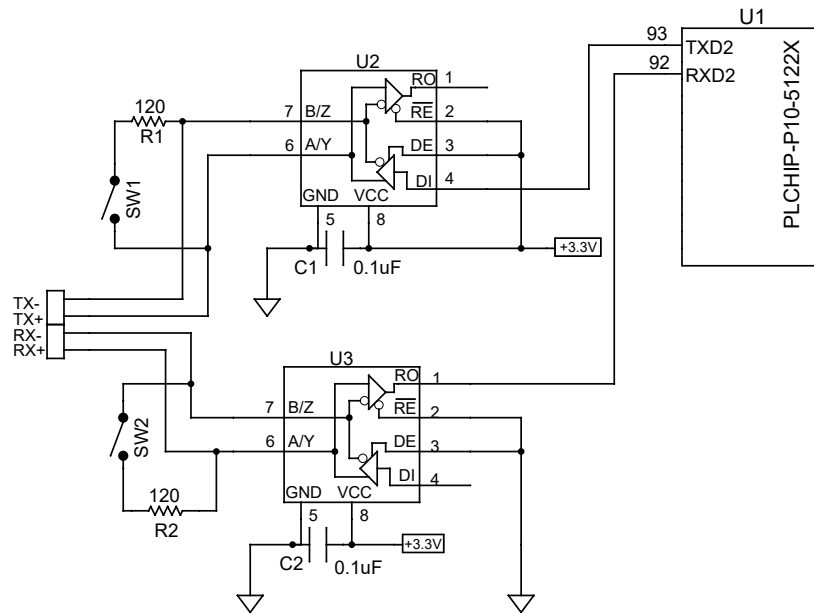 U1
93
TXD2
92
RXD2
PLCHIP-P10-5122X
U2
RO 1
7 B/Z
RE 2
120
R1
6 A/Y
DE 3
DI 4
SW1
GND VCC
5 8
C1 0.1uF
+3.3V
TX-
TX+
RX-
RX+
U3
RO 1
7 B/Z
RE 2
SW2
6 A/Y
DE 3
DI 4
120
R2
GND VCC
5 8
C2 0.1uF
+3.3V